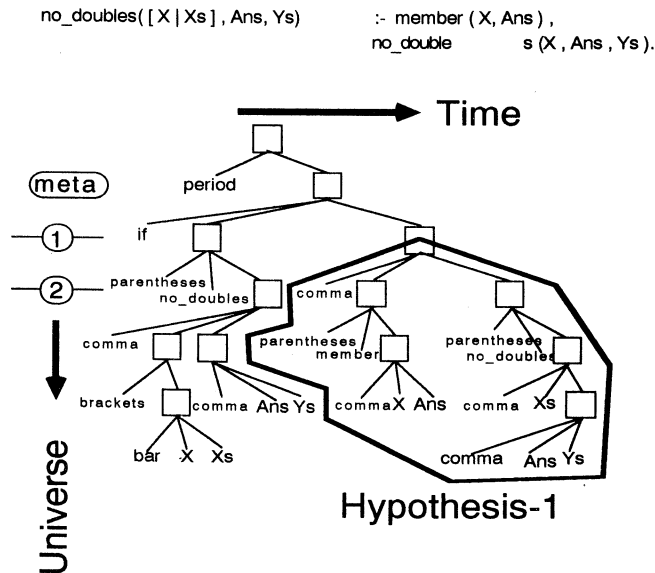 no_doubles([ X | Xs ] , Ans, Ys) :- member ( X, Ans ) ,
no_double s (X , Ans , Ys ).
Time
period
meta
if
1
parentheses
no_doubles
comma
2
comma
parentheses
member
parentheses
no_doubles
brackets
comma Ans Ys
comma X Ans
comma Xs
bar X Xs
comma Ans Ys
Universe
Hypothesis-1